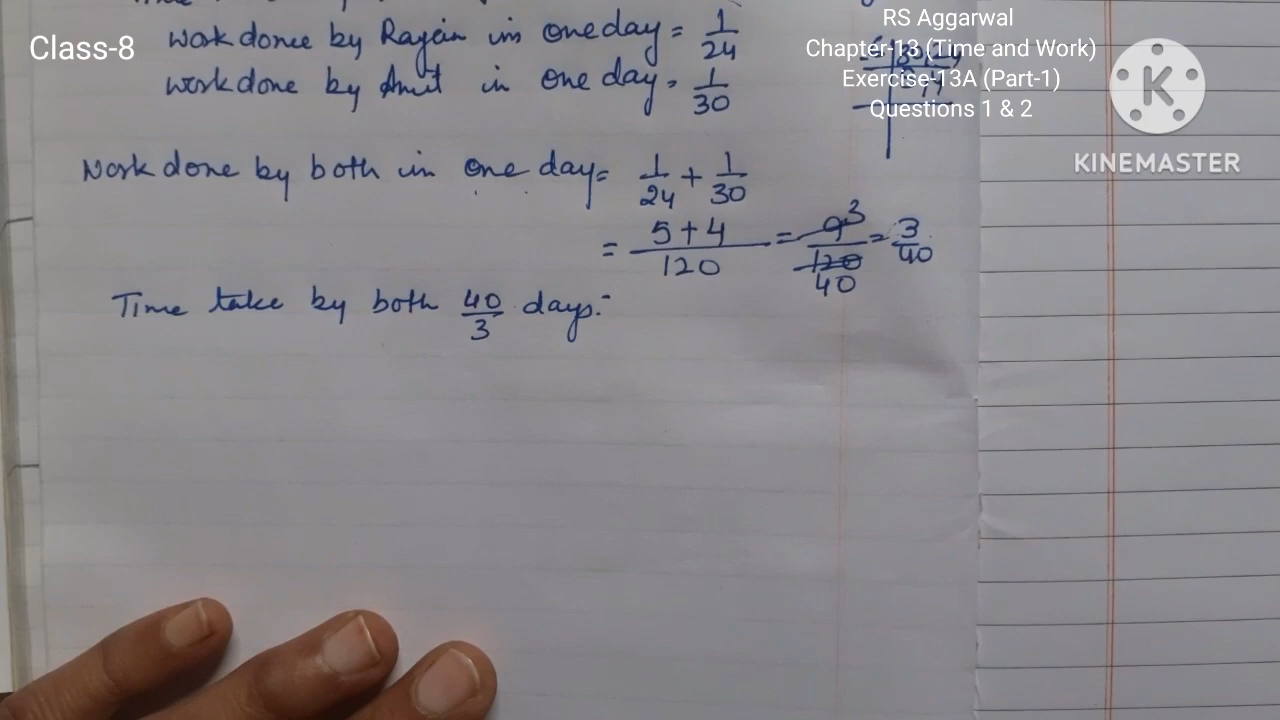 Class-8
RS Aggarwal
Chapter-13 (Time and Work)
Exercise-13A (Part-1)
Questions 1 & 2
KINEMASTER
work donee by Rajan in one day = 1/24
work done by Amit in one day = 1/30
Work done by both in one day = 1/24 + 1/30
= 5+4/120 = 9 3/120 40 = 3/40
Time take by both 40/3 days.